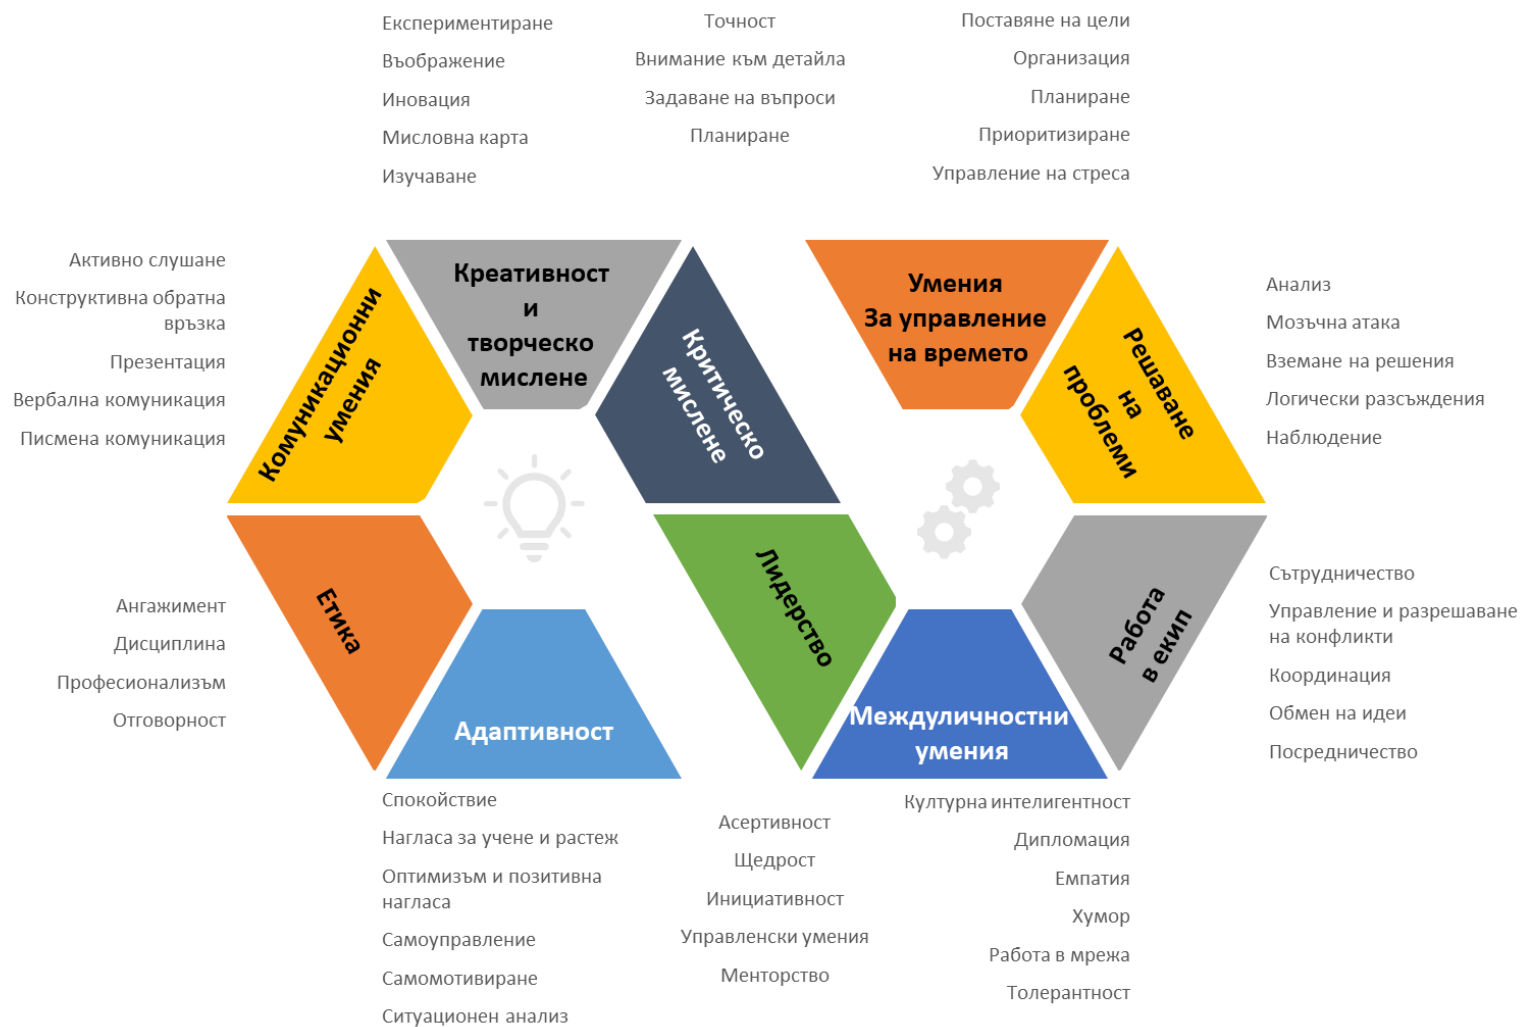 Експериментиране
Въображение
Иновация
Мисловна карта
Изучаване
Точност
Внимание към детайла
Задаване на въпроси
Планиране
Поставяне на цели
Организация
Планиране
Приоритизиране
Управление на стреса
Активно слушане
Конструктивна обратна
връзка
Презентация
Вербална комуникация
Писмена комуникация
Комуникационни
умения
Креативност
и
творческо
мислене
Критическо
мислене
Умения
За управление
на времето
Решаване
на
проблеми
Анализ
Мозъчна атака
Вземане на решения
Логически разсъждения
Наблюдение
Ангажимент
Дисциплина
Професионализъм
Отговорност
Етика
Адаптивност
Лидерство
Междуличностни
умения
Работа
в екип
Сътрудничество
Управление и разрешаване
на конфликти
Координация
Обмен на идеи
Посредничество
Спокойствие
Нагласа за учене и растеж
Оптимизъм и позитивна
нагласа
Самоуправление
Самомотивиране
Ситуационен анализ
Асертивност
Щедрост
Инициативност
Управленски умения
Менторство
Културна интелигентност
Дипломация
Емпатия
Хумор
Работа в мрежа
Толерантност